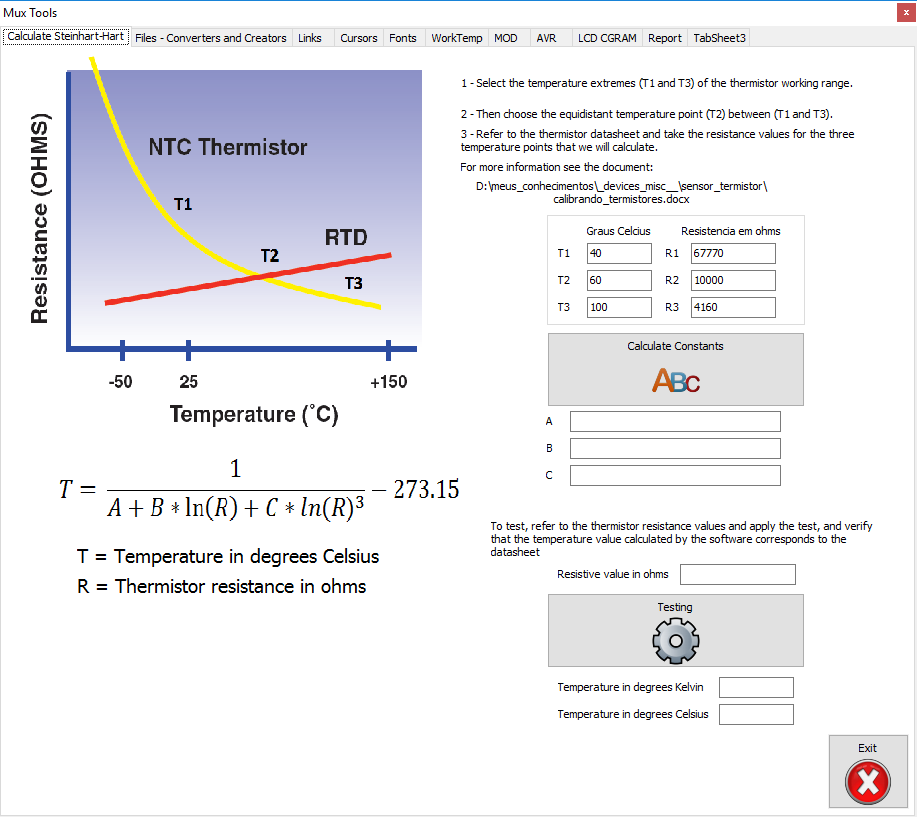 Mux Tools
x
Calculate Steinhart-Hart
Files - Converters and Creators
Links
Cursors
Fonts
WorkTemp
MOD
AVR
LCD CGRAM
Report
TabSheet3
Resistance (OHMS)
NTC Thermistor
T1
RTD
T2
T3
-50
25
+150
Temperature (˚C)
T = 1 / (A + B * ln(R) + C * ln(R)³) − 273.15
T = Temperature in degrees Celsius
R = Thermistor resistance in ohms
1 - Select the temperature extremes (T1 and T3) of the thermistor working range.
2 - Then choose the equidistant temperature point (T2) between (T1 and T3).
3 - Refer to the thermistor datasheet and take the resistance values for the three
temperature points that we will calculate.
For more information see the document:
D:\meus_conhecimentos\_devices_misc__\sensor_termistor\
calibrando_termistores.docx
Graus Celcius
Resistencia em ohms
T1 40 R1 67770
T2 60 R2 10000
T3 100 R3 4160
Calculate Constants
ABC
A
B
C
To test, refer to the thermistor resistance values and apply the test, and verify
that the temperature value calculated by the software corresponds to the
datasheet
Resistive value in ohms
Testing
Temperature in degrees Kelvin
Temperature in degrees Celsius
Exit